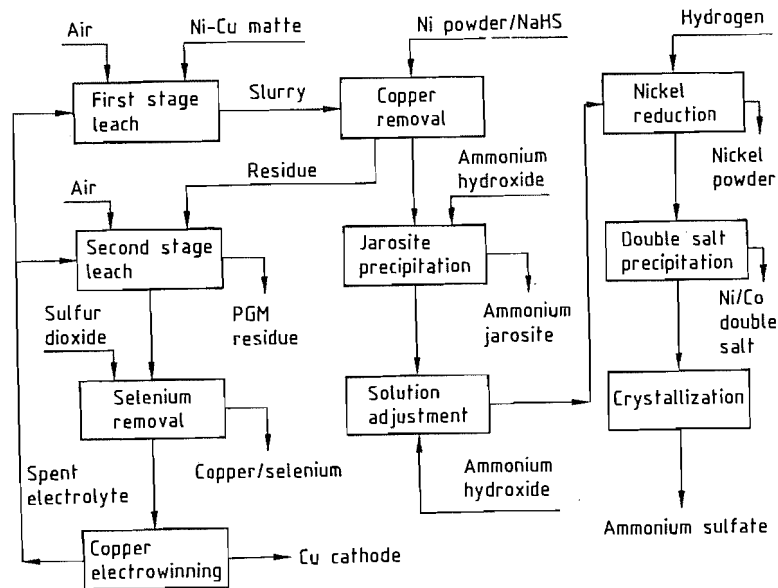 Air
Ni-Cu matte
Ni powder/NaHS
Hydrogen
First stage
leach
Slurry
Copper
removal
Nickel
reduction
Nickel
powder
Residue
Ammonium
hydroxide
Air
Second stage
leach
Jarosite
precipitation
Double salt
precipitation
Sulfur
dioxide
PGM
residue
Ammonium
jarosite
Ni/Co
double
salt
Selenium
removal
Solution
adjustment
Crystallization
Spent
electrolyte
Copper/selenium
Ammonium
hydroxide
Ammonium sulfate
Copper
electrowinning
Cu cathode